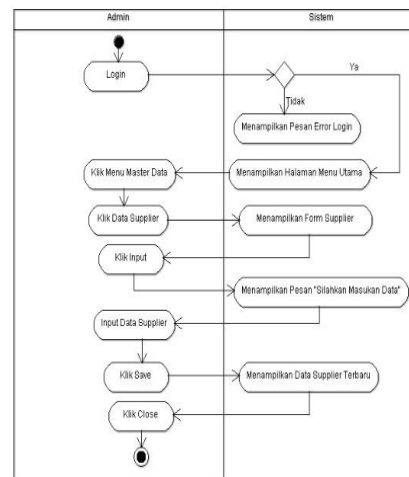 Admin
Sistem
Login
Ya
Tidak
Menampilkan Pesan Error Login
Klik Menu Master Data
Menampilkan Halaman Menu Utama
Klik Data Supplier
Menampilkan Form Supplier
Klik Input
Menampilkan Pesan "Silahkan Masukan Data"
Input Data Supplier
Klik Save
Menampilkan Data Supplier Terbaru
Klik Close